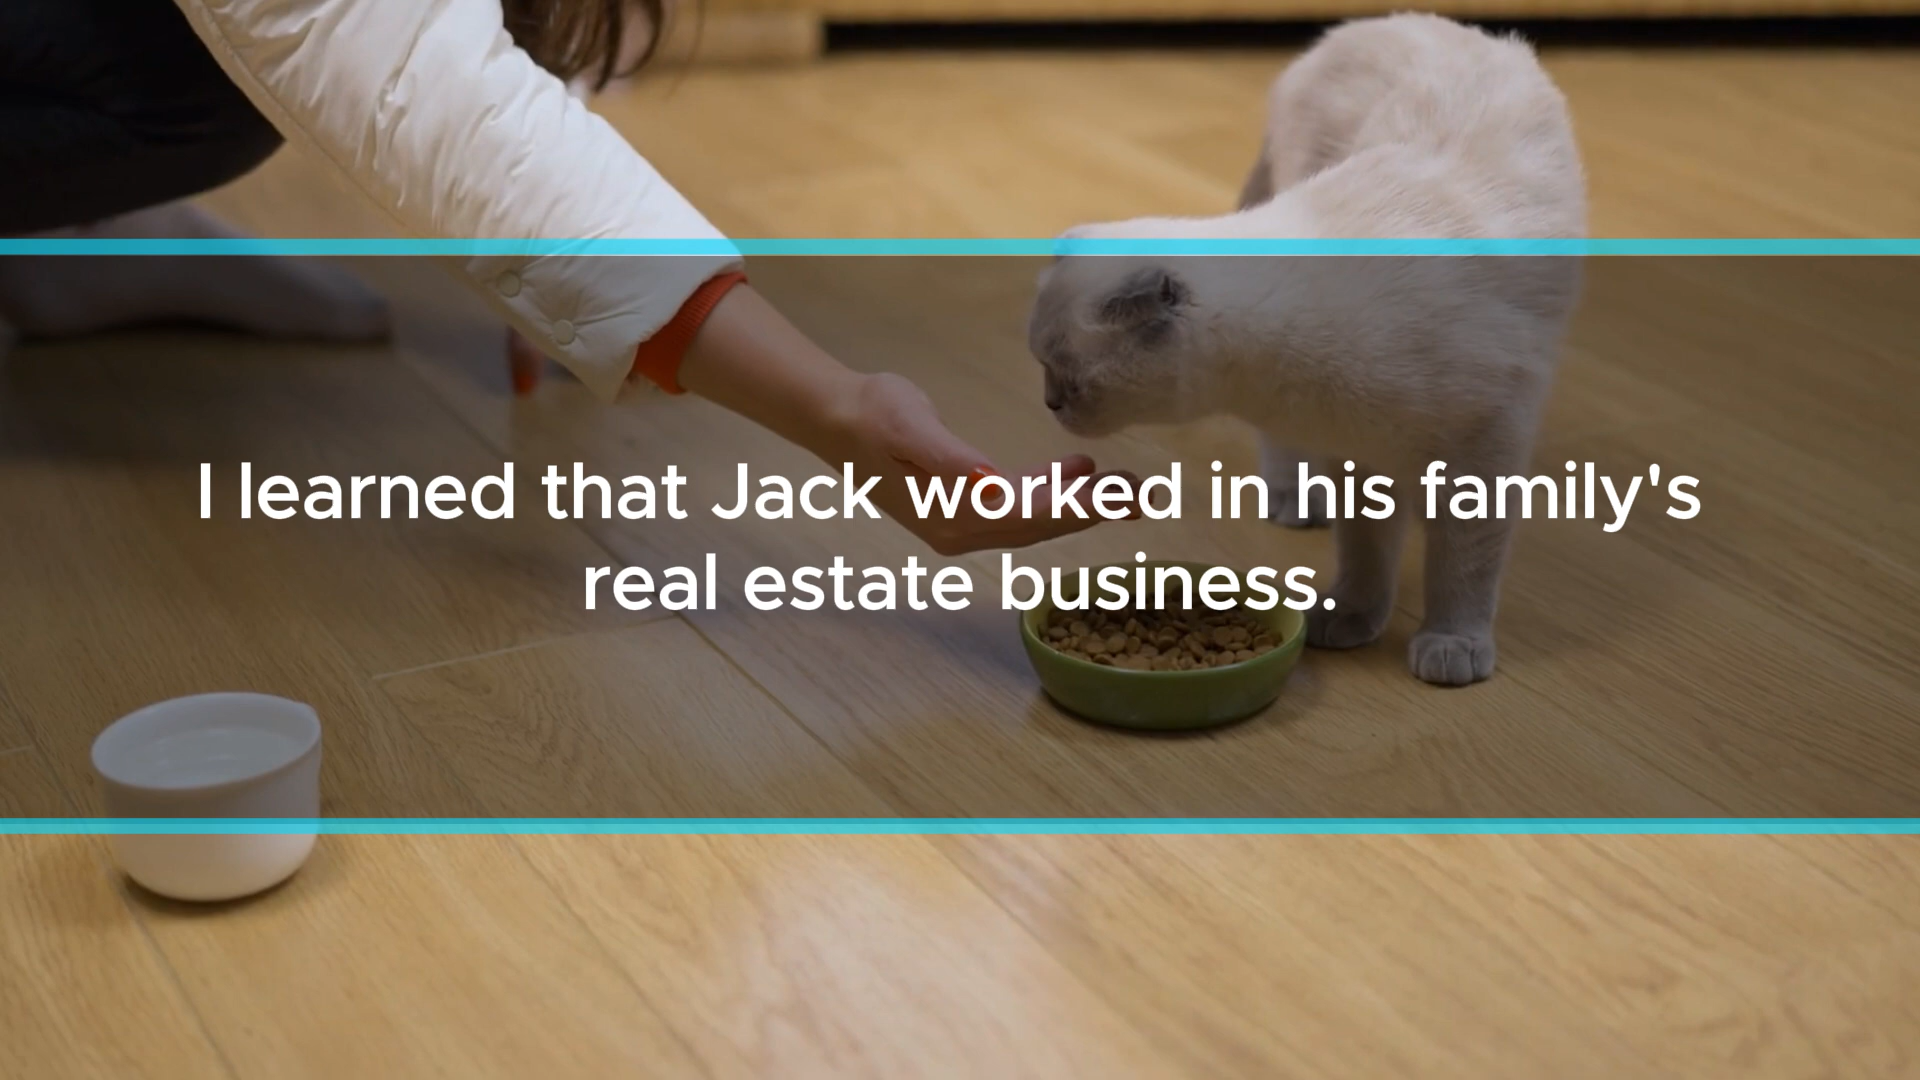 I learned that Jack worked in his family's
real estate business.